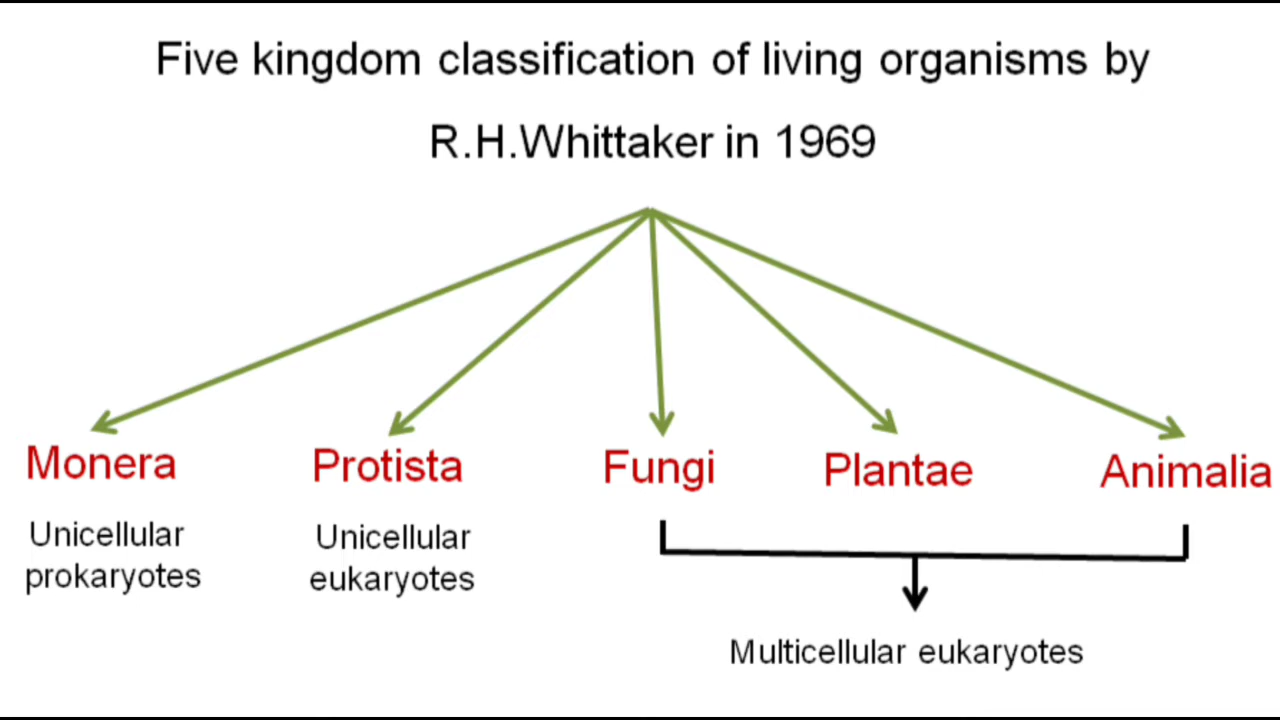 Five kingdom classification of living organisms by
R.H.Whittaker in 1969
Monera
Protista
Fungi
Plantae
Animalia
Unicellular
prokaryotes
Unicellular
eukaryotes
Multicellular eukaryotes